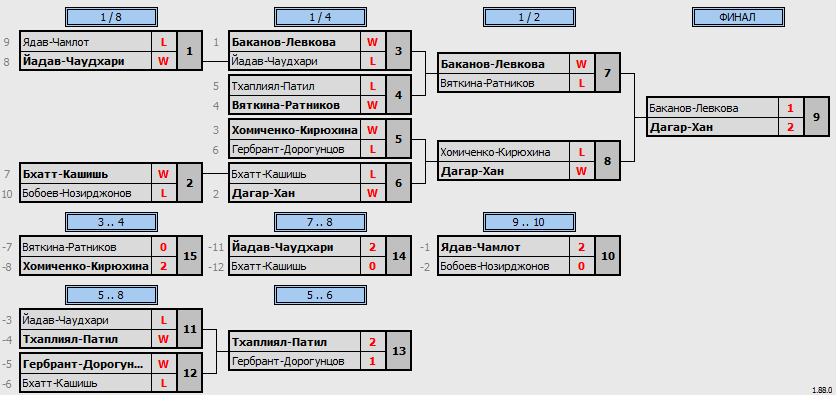 1 / 8 1 / 4 1 / 2 ФИНАЛ
9 Ядав-Чамлот L 1
8 Йадав-Чаудхари W
1 Баканов-Левкова W 3
Йадав-Чаудхари L
5 Тхаплиял-Патил L 4
4 Вяткина-Ратников W
3 Хомиченко-Кирюхина W 5
6 Гербрант-Дорогунцов L
7 Бхатт-Кашишь W 2
10 Бобоев-Нозирджонов L
Бхатт-Кашишь L 6
2 Дагар-Хан W
Баканов-Левкова W 7
Вяткина-Ратников L
Хомиченко-Кирюхина L 8
Дагар-Хан W
Баканов-Левкова 1 9
Дагар-Хан 2
3 .. 4 7 .. 8 9 .. 10
-7 Вяткина-Ратников 0 15
-8 Хомиченко-Кирюхина 2
-11 Йадав-Чаудхари 2 14
-12 Бхатт-Кашишь 0
-1 Ядав-Чамлот 2 10
-2 Бобоев-Нозирджонов 0
5 .. 8 5 .. 6
-3 Йадав-Чаудхари L 11
-4 Тхаплиял-Патил W
-5 Гербрант-Дорогун... W 12
-6 Бхатт-Кашишь L
Тхаплиял-Патил 2 13
Гербрант-Дорогунцов 1
1.88.0